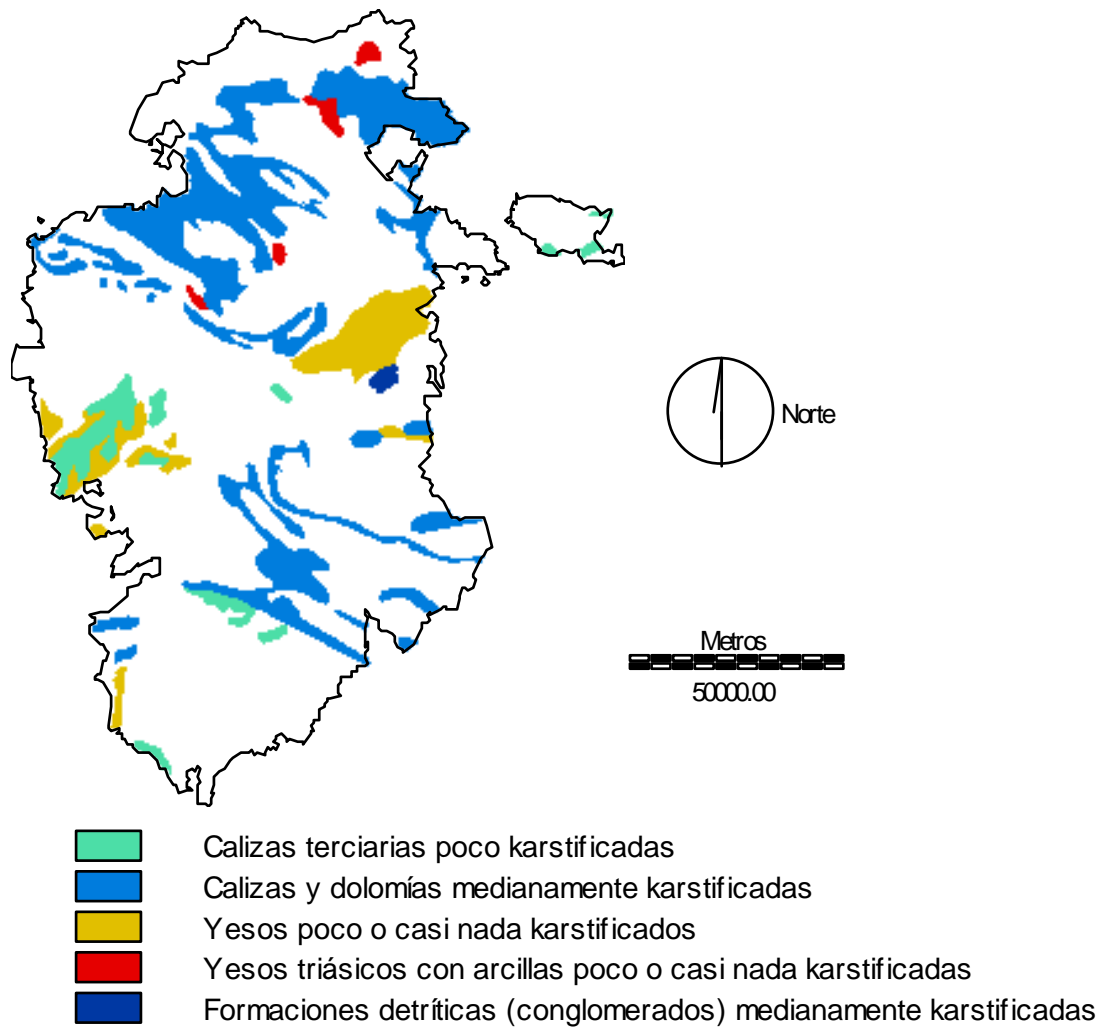 Norte
Metros
50000.00
Calizas terciarias poco karstificadas
Calizas y dolomías medianamente karstificadas
Yesos poco o casi nada karstificados
Yesos triásicos con arcillas poco o casi nada karstificadas
Formaciones detríticas (conglomerados) medianamente karstificadas